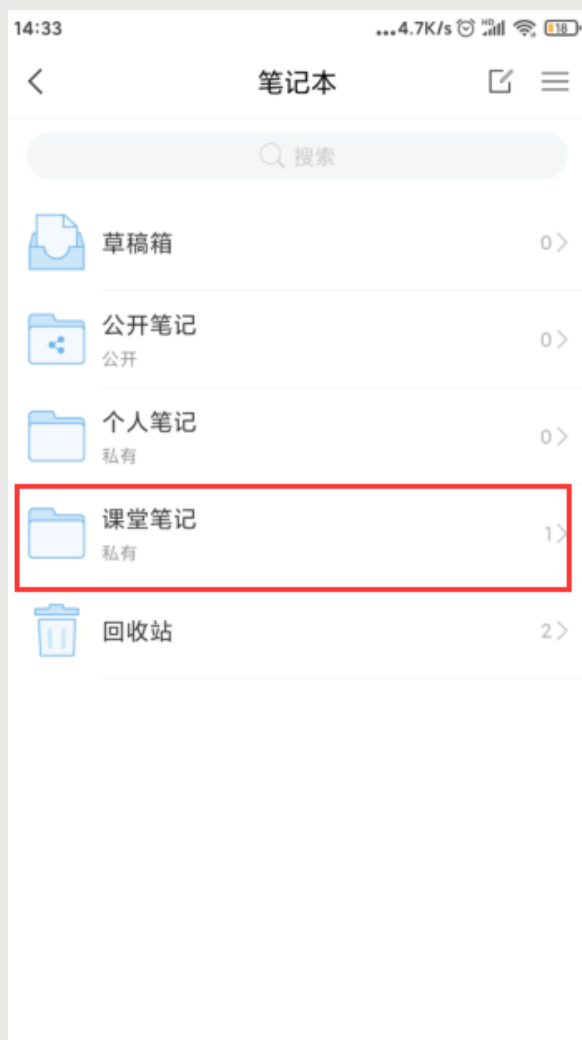 14:33
...4.7K/s HD 18
笔记本
搜索
草稿箱
0
公开笔记
公开
0
个人笔记
私有
0
课堂笔记
私有
1
回收站
2